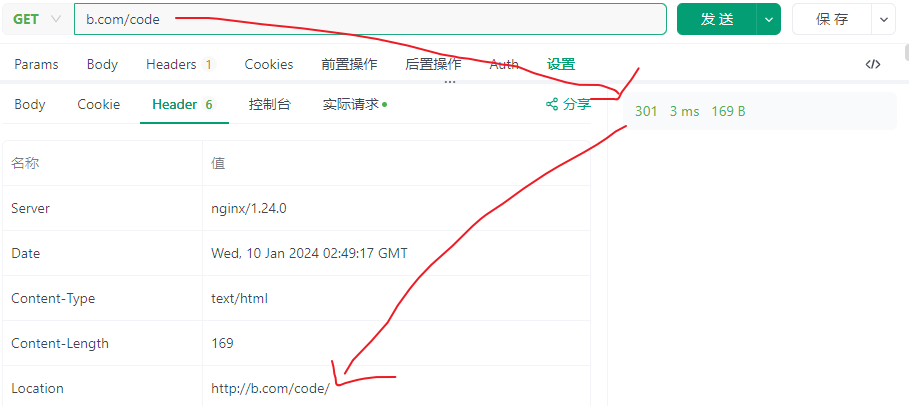 GET b.com/code 发 送 保 存
Params Body Headers 1 Cookies 前置操作 后置操作 Auth 设置 </>
Body Cookie Header 6 控制台 实际请求 分享
301 3 ms 169 B
名称 值
Server nginx/1.24.0
Date Wed, 10 Jan 2024 02:49:17 GMT
Content-Type text/html
Content-Length 169
Location http://b.com/code/